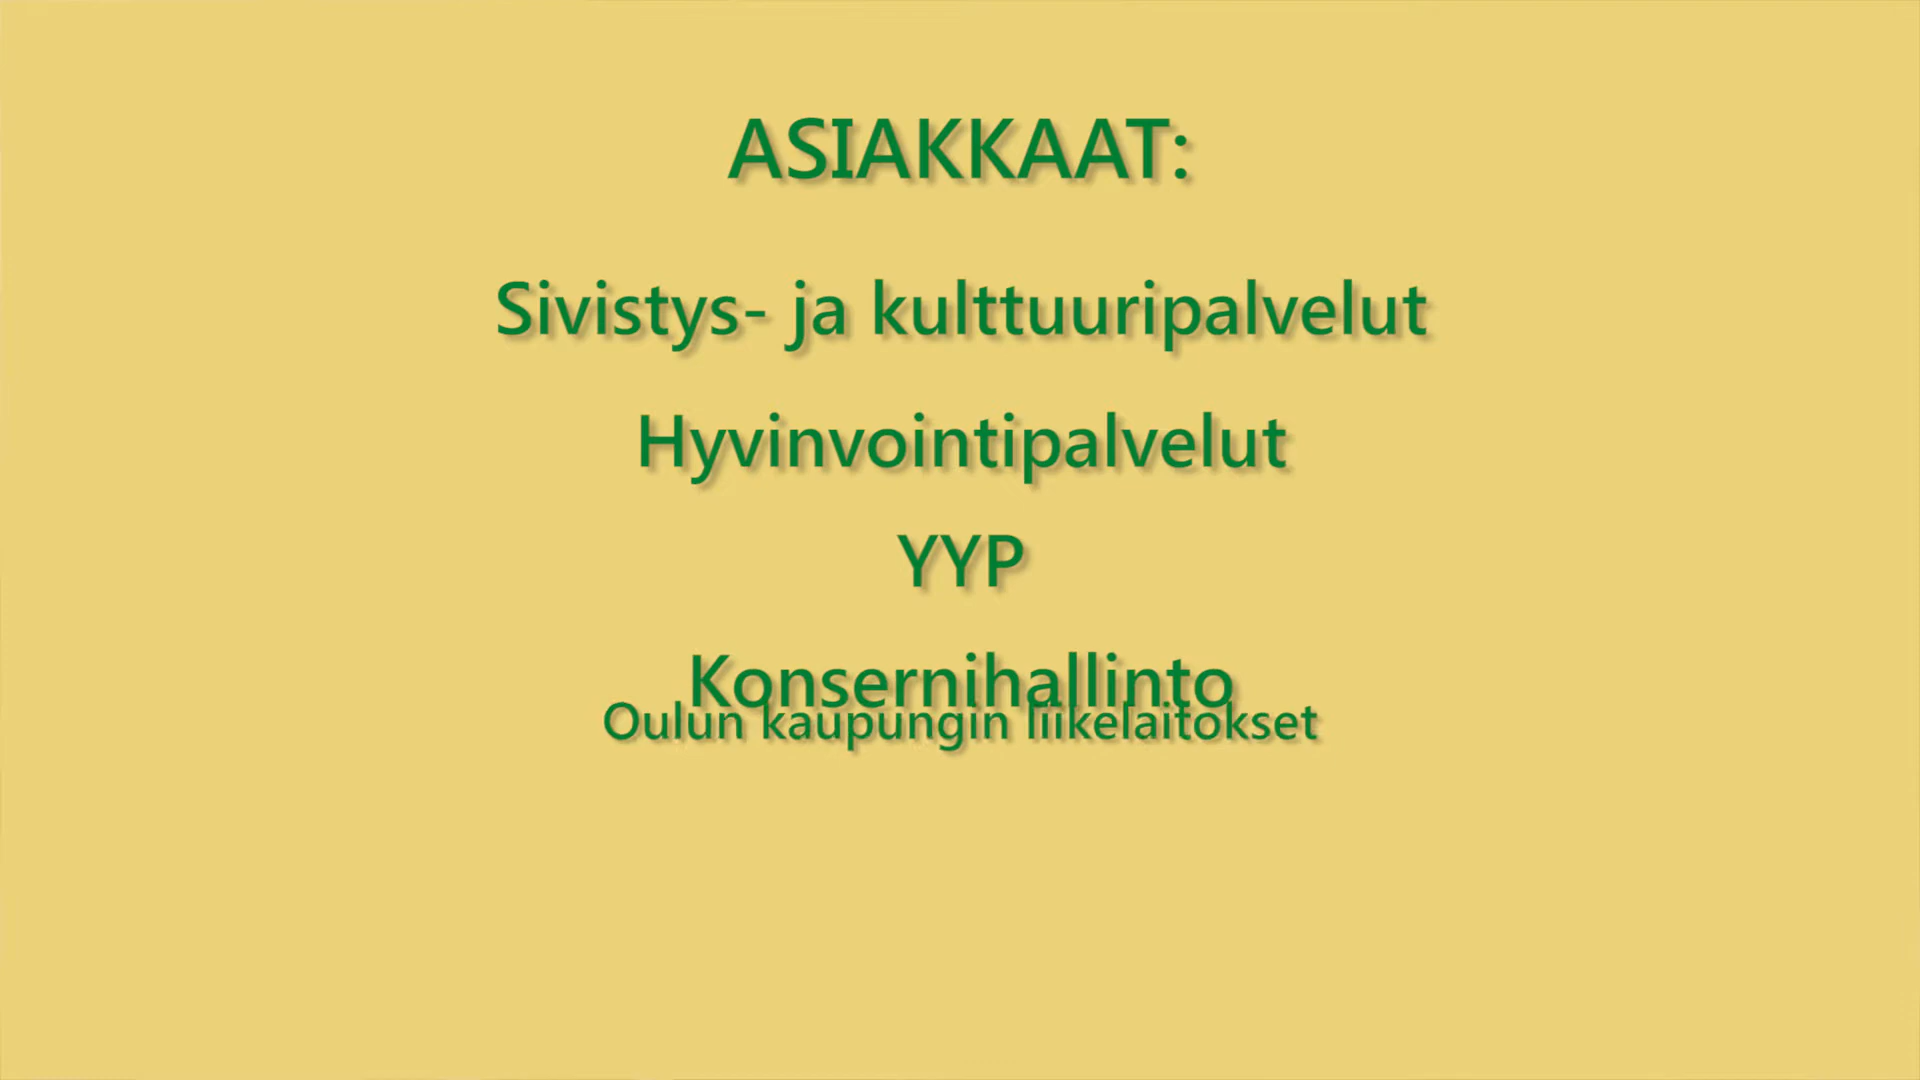 ASIAKKAAT:
Sivistys- ja kulttuuripalvelut
Hyvinvointipalvelut
YYP
Konsernihallinto
Oulun kaupungin liikelaitokset